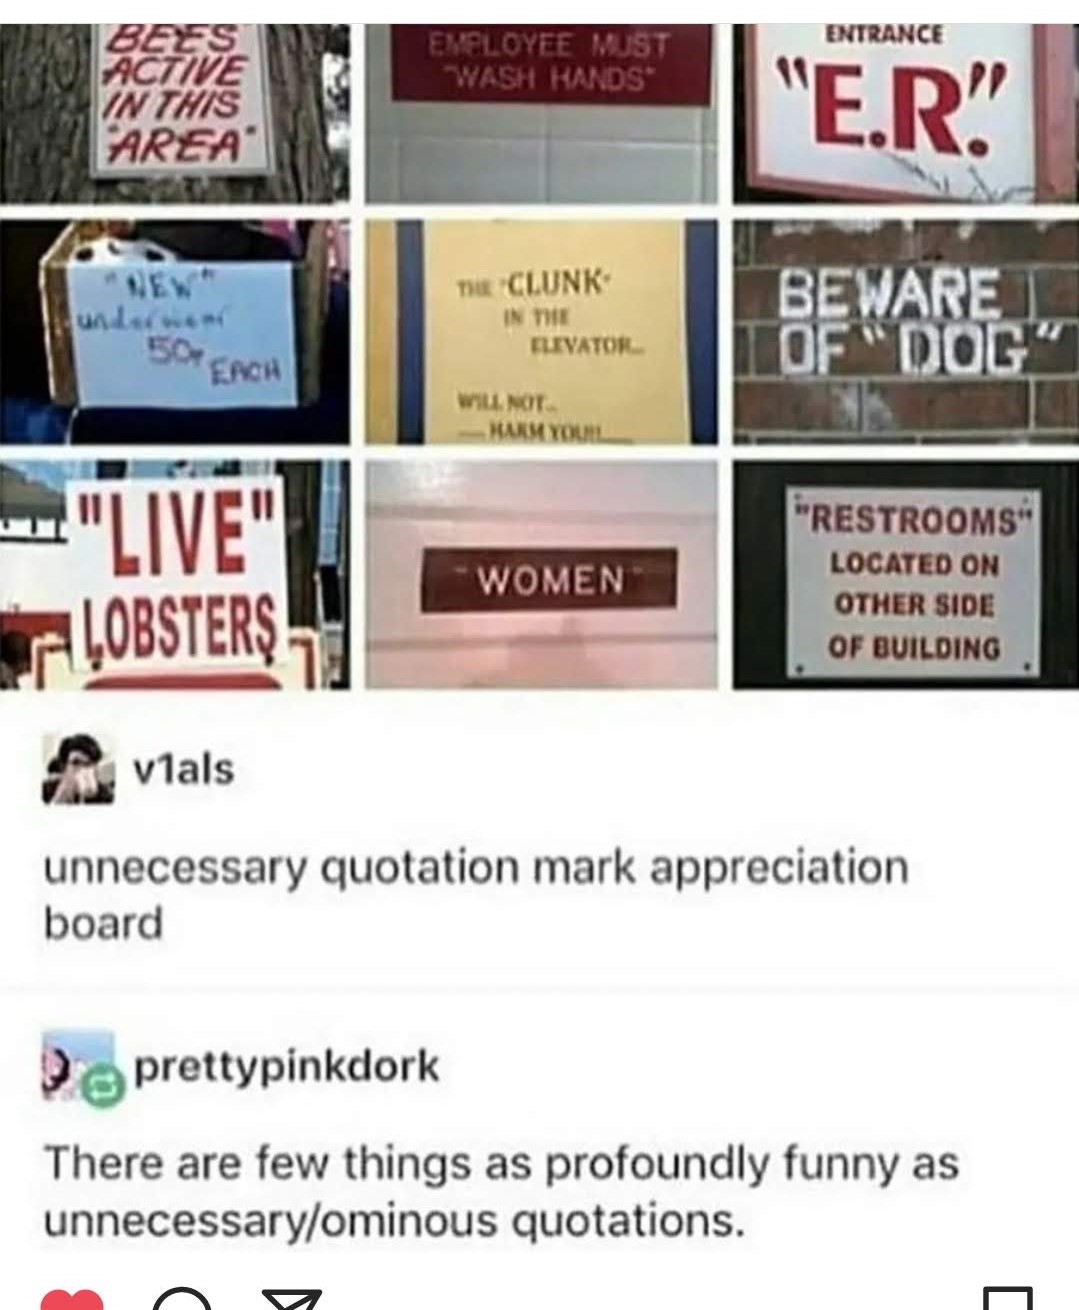 BEES
ACTIVE
IN THIS
"AREA"
EMPLOYEE MUST
"WASH HANDS"
ENTRANCE
"E.R."
"NEW"
underwear
50p EACH
THE "CLUNK"
IN THE
ELEVATOR...
WILL NOT...
HARM YOU!!
BEWARE
OF "DOG"
"LIVE"
LOBSTERS
"WOMEN"
"RESTROOMS"
LOCATED ON
OTHER SIDE
OF BUILDING
v1als
unnecessary quotation mark appreciation
board
prettypinkdork
There are few things as profoundly funny as
unnecessary/ominous quotations.